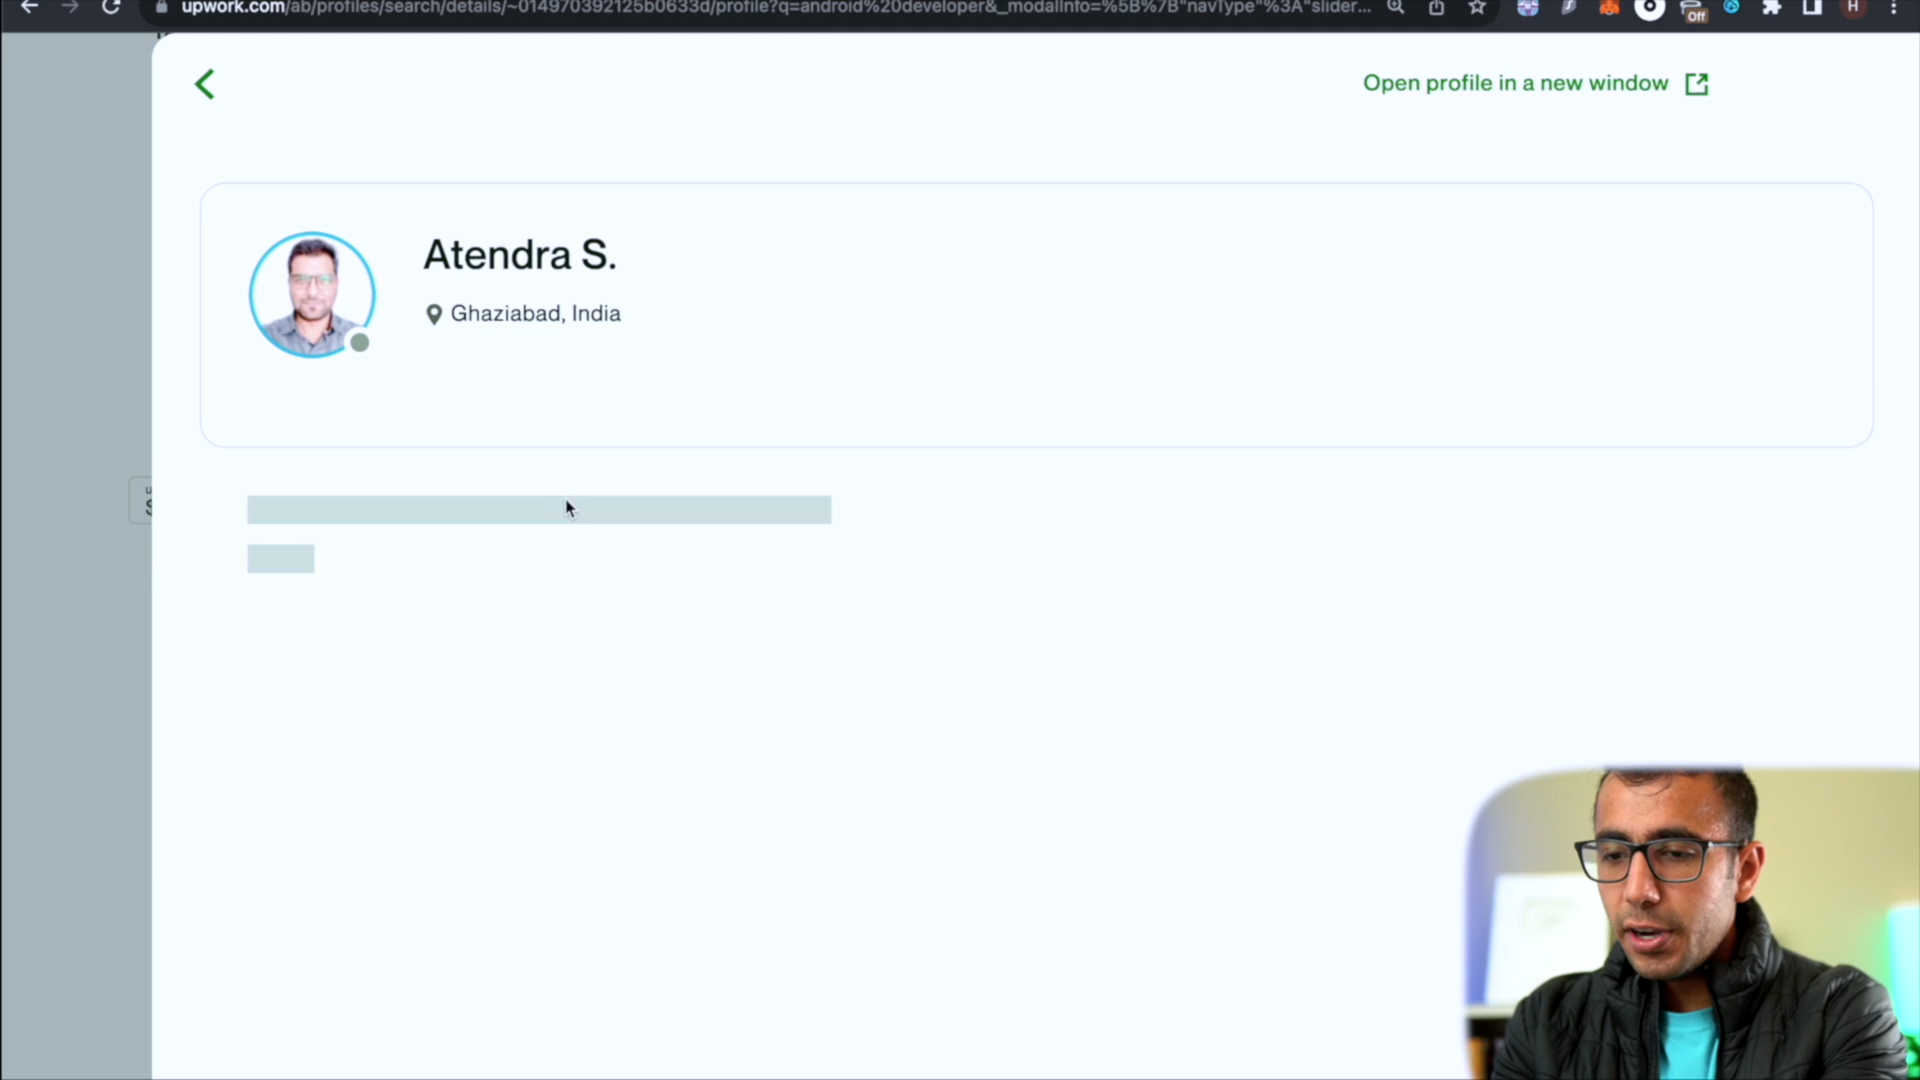 upwork.com/ab/profiles/search/details/~014970392125b0633d/profile?q=android%20developer&_modalInfo=%5B%7B"navType"%3A"slider...
Off
H
Open profile in a new window
Atendra S.
Ghaziabad, India
u
$